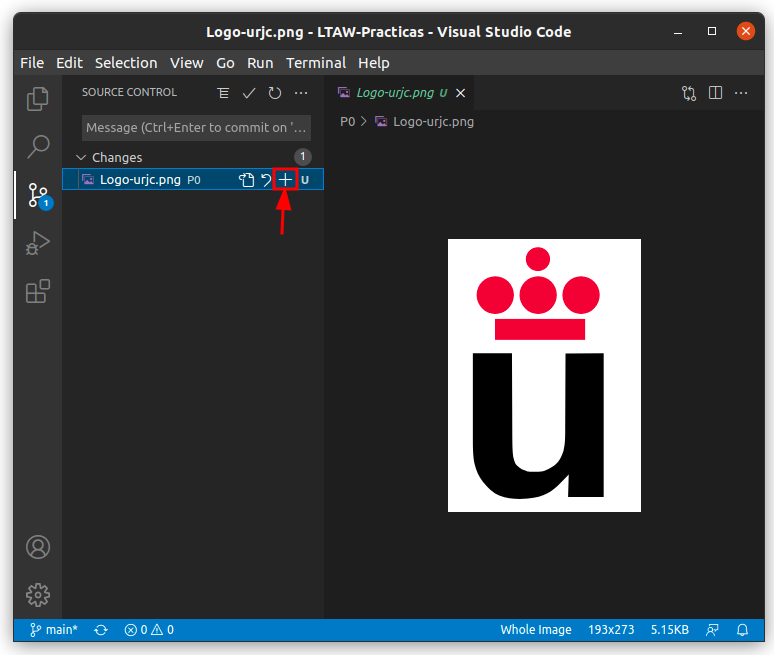 Logo-urjc.png - LTAW-Practicas - Visual Studio Code
File Edit Selection View Go Run Terminal Help
SOURCE CONTROL
Logo-urjc.png U
Message (Ctrl+Enter to commit on '...
P0 > Logo-urjc.png
Changes 1
Logo-urjc.png P0 U
1
u
main* 0 0 Whole Image 193x273 5.15KB